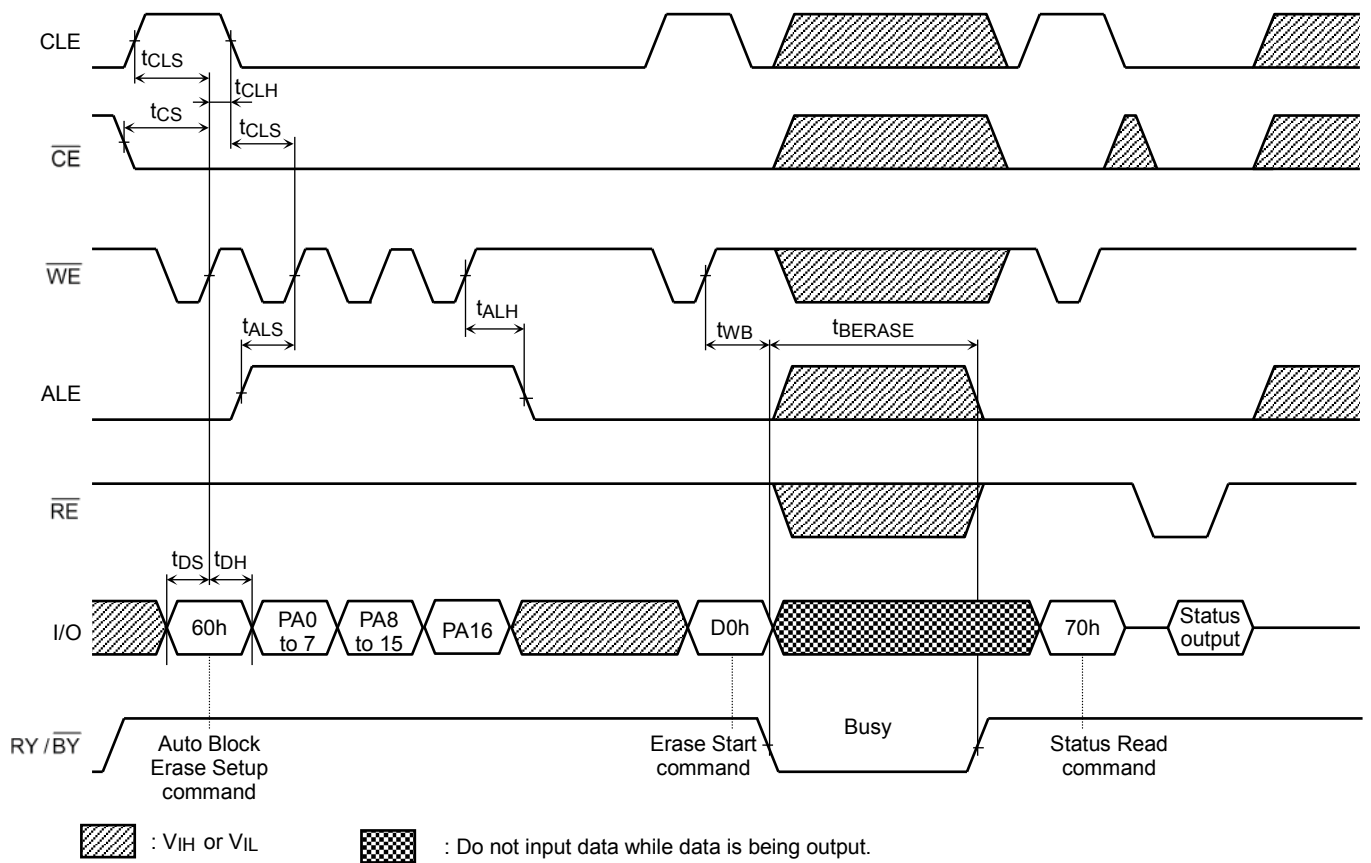 CLE
tCLS
tCLH
tCS
tCLS
CE
WE
tALS
tALH
tWB
tBERASE
ALE
RE
tDS
tDH
I/O
60h
PA0
to 7
PA8
to 15
PA16
D0h
70h
Status
output
RY / BY
Busy
Auto Block
Erase Setup
command
Erase Start
command
Status Read
command
: VIH or VIL
: Do not input data while data is being output.